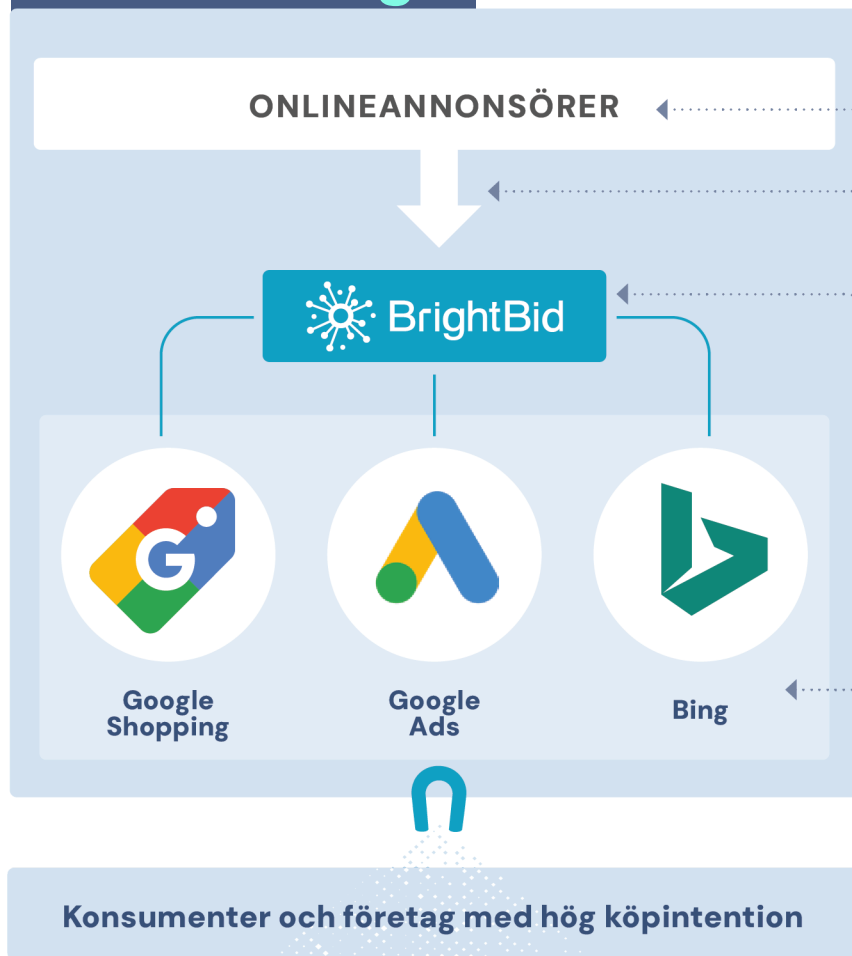 ONLINEANNONSÖRER
BrightBid
Google
Shopping
Google
Ads
Bing
Konsumenter och företag med hög köpintention